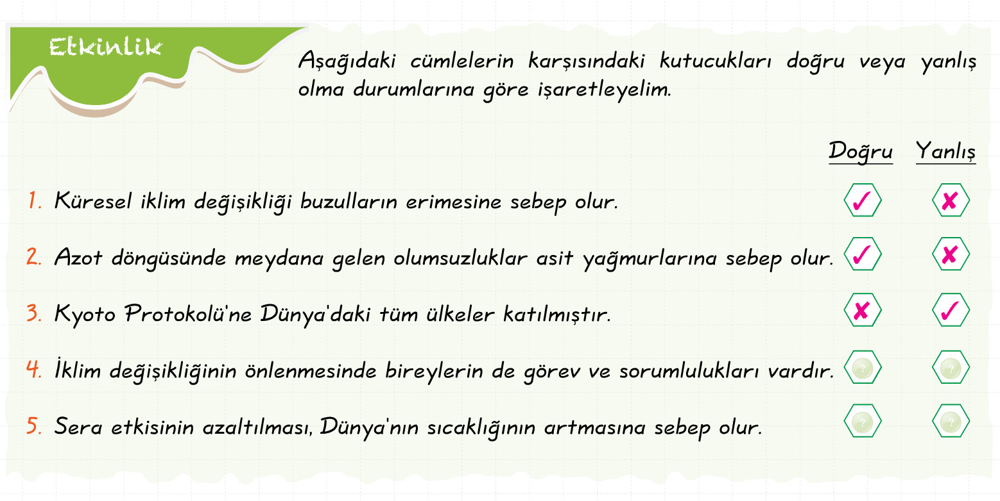 Etkinlik
Aşağıdaki cümlelerin karşısındaki kutucukları doğru veya yanlış
olma durumlarına göre işaretleyelim.
Doğru Yanlış
1. Küresel iklim değişikliği buzulların erimesine sebep olur. ✓ ✘
2. Azot döngüsünde meydana gelen olumsuzluklar asit yağmurlarına sebep olur. ✓ ✘
3. Kyoto Protokolü'ne Dünya'daki tüm ülkeler katılmıştır. ✘ ✓
4. İklim değişikliğinin önlenmesinde bireylerin de görev ve sorumlulukları vardır. ? ?
5. Sera etkisinin azaltılması, Dünya'nın sıcaklığının artmasına sebep olur. ? ?